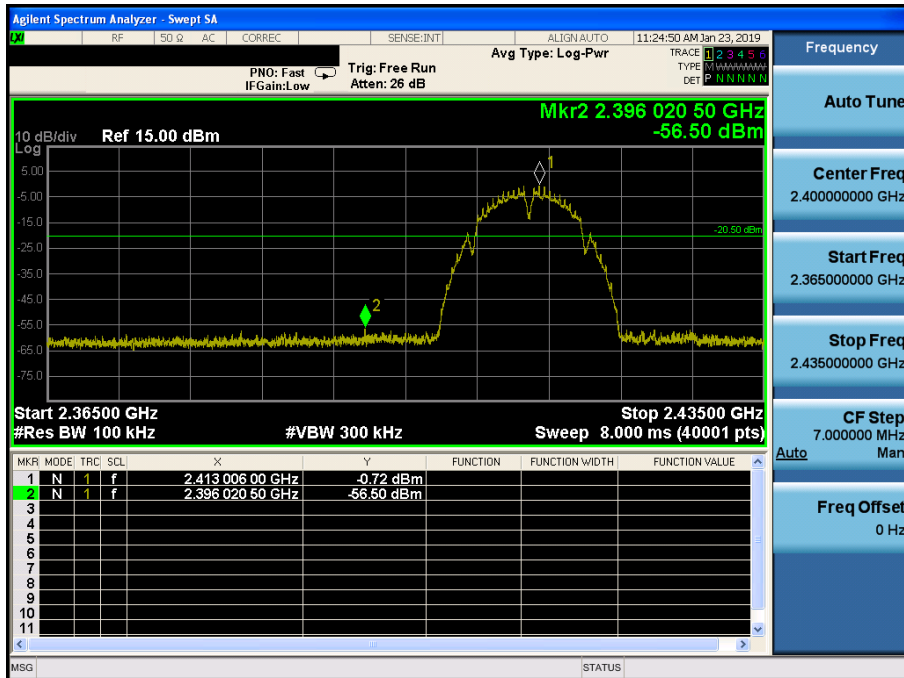 Agilent Spectrum Analyzer - Swept SA
LXI RF 50 Ω AC CORREC SENSE:INT ALIGN AUTO 11:24:50 AM Jan 23, 2019
Frequency
PNO: Fast
IFGain:Low
Trig: Free Run
Atten: 26 dB
Avg Type: Log-Pwr
TRACE 1 2 3 4 5 6
TYPE MWWWWW
DET P N N N N N
Auto Tune
Mkr2 2.396 020 50 GHz
-56.50 dBm
10 dB/div Ref 15.00 dBm
Log
5.00
-5.00
-15.0
-25.0
-35.0
-45.0
-55.0
-65.0
-75.0
1
-20.50 dBm
2
Center Freq
2.400000000 GHz
Start Freq
2.365000000 GHz
Stop Freq
2.435000000 GHz
Start 2.36500 GHz Stop 2.43500 GHz
#Res BW 100 kHz #VBW 300 kHz Sweep 8.000 ms (40001 pts)
CF Step
7.000000 MHz
Auto Man
MKR MODE TRC SCL X Y FUNCTION FUNCTION WIDTH FUNCTION VALUE
1 N 1 f 2.413 006 00 GHz -0.72 dBm
2 N 1 f 2.396 020 50 GHz -56.50 dBm
3
4
5
6
7
8
9
10
11
Freq Offset
0 Hz
MSG STATUS